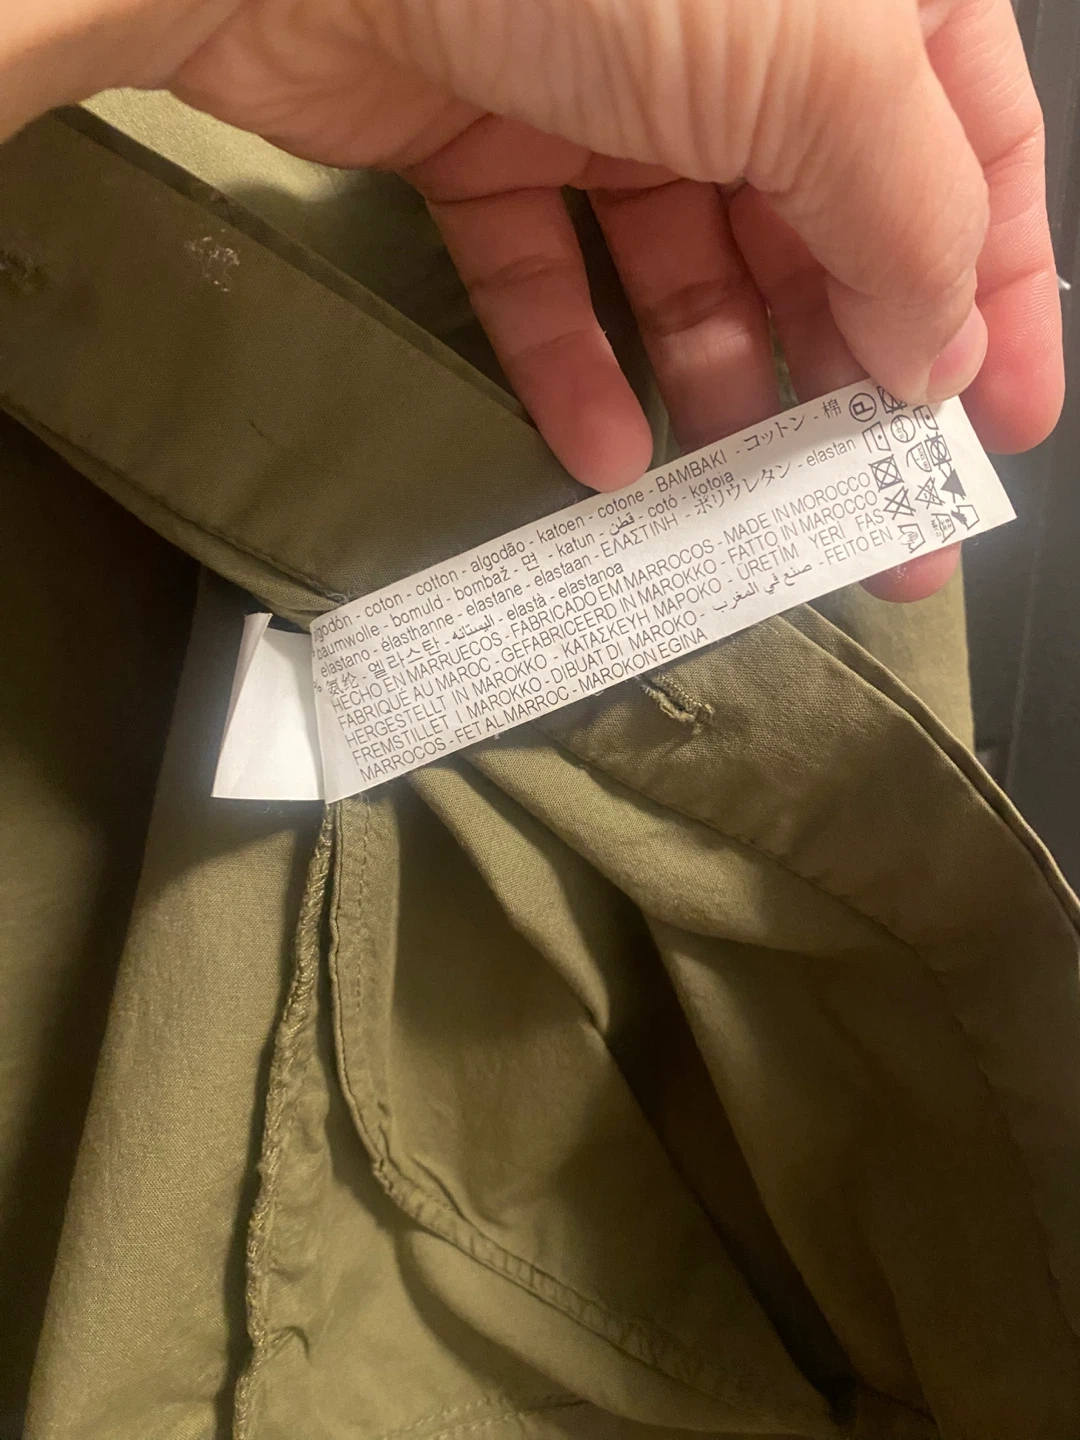 algodón - coton - cotton - algodão - katoen - cotone - ΒΑΜΒΑΚΙ - コットン - 棉
baumwolle - bomuld - bombaž - 면 - katun - قطن - cotó - kotoia
elastano - élasthanne - elastane - elastaan - ΕΛΑΣΤΙΝΗ - ポリウレタン - elastan
엘라스틴 - اليستانه - elastà - elastanoa
HECHO EN MARRUECOS - FABRICADO EM MARROCOS - MADE IN MOROCCO
FABRIQUE AU MAROC - GEFABRICEERD IN MAROKKO - FATTO IN MAROCCO
HERGESTELLT IN MAROKKO - ΚΑΤΑΣΚΕΥΗ ΜΑΡΟΚΟ - ÜRETİM YERİ FAS
FREMSTILLET I MAROKKO - DIBUAT DI MAROKO - صنع في المغرب - FEITO EN
MARROCOS - FET AL MARROC - MAROKON EGINA